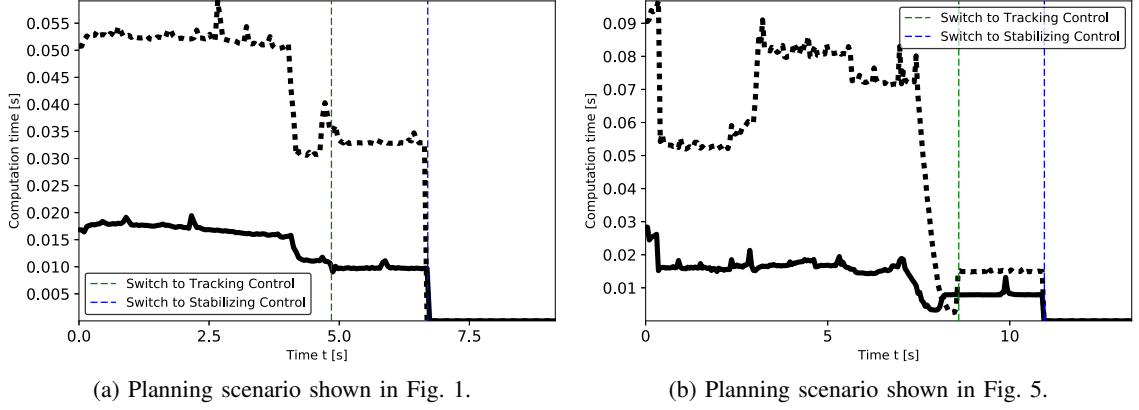 0.055
0.050
0.045
0.040
0.035
0.030
0.025
0.020
0.015
0.010
0.005
Computation time [s]
Switch to Tracking Control
Switch to Stabilizing Control
0.0 2.5 5.0 7.5
Time t [s]
(a) Planning scenario shown in Fig. 1.
0.09
0.08
0.07
0.06
0.05
0.04
0.03
0.02
0.01
Computation time [s]
Switch to Tracking Control
Switch to Stabilizing Control
0 5 10
Time t [s]
(b) Planning scenario shown in Fig. 5.